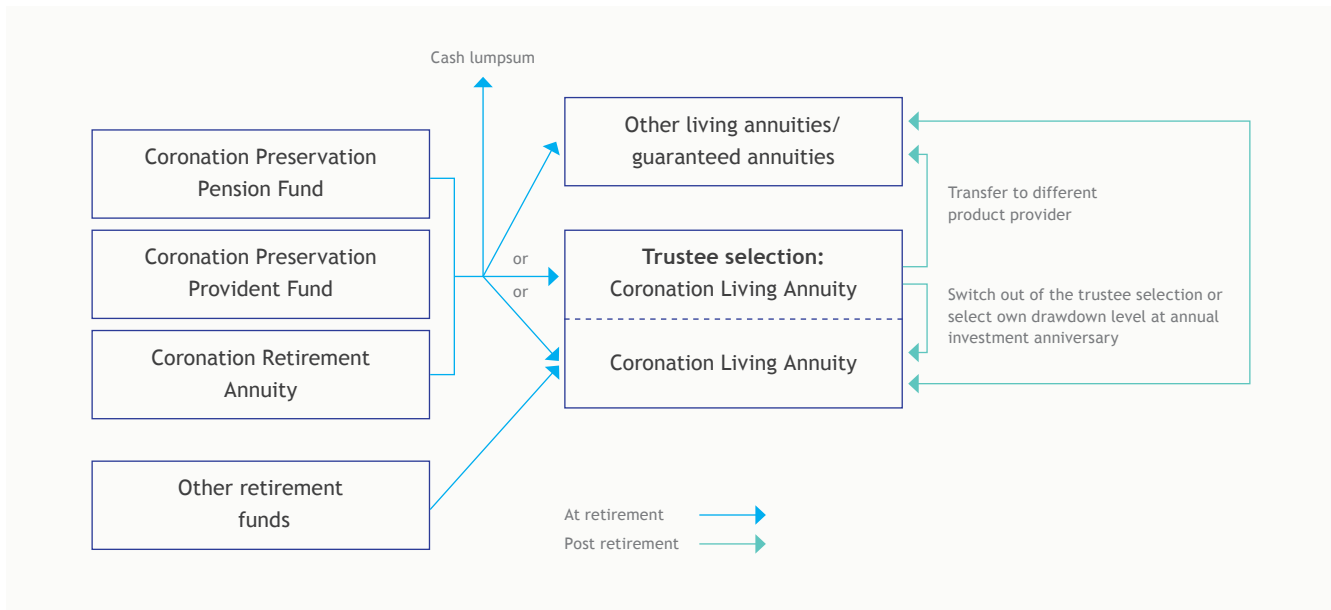 Cash lumpsum
Coronation Preservation
Pension Fund
Coronation Preservation
Provident Fund
Coronation Retirement
Annuity
Other retirement
funds
or
or
Other living annuities/
guaranteed annuities
Trustee selection:
Coronation Living Annuity
Coronation Living Annuity
Transfer to different
product provider
Switch out of the trustee selection or
select own drawdown level at annual
investment anniversary
At retirement
Post retirement